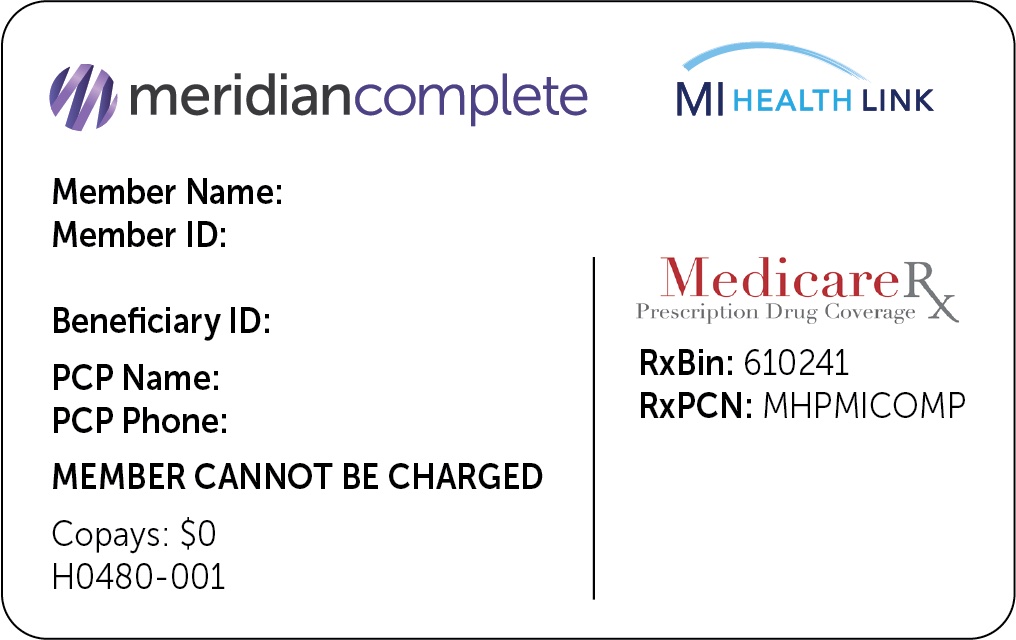 meridiancomplete
MI HEALTH LINK
Member Name:
Member ID:
Beneficiary ID:
PCP Name:
PCP Phone:
MEMBER CANNOT BE CHARGED
Copays: $0
H0480-001
MedicareRx
Prescription Drug Coverage
RxBin: 610241
RxPCN: MHPMICOMP